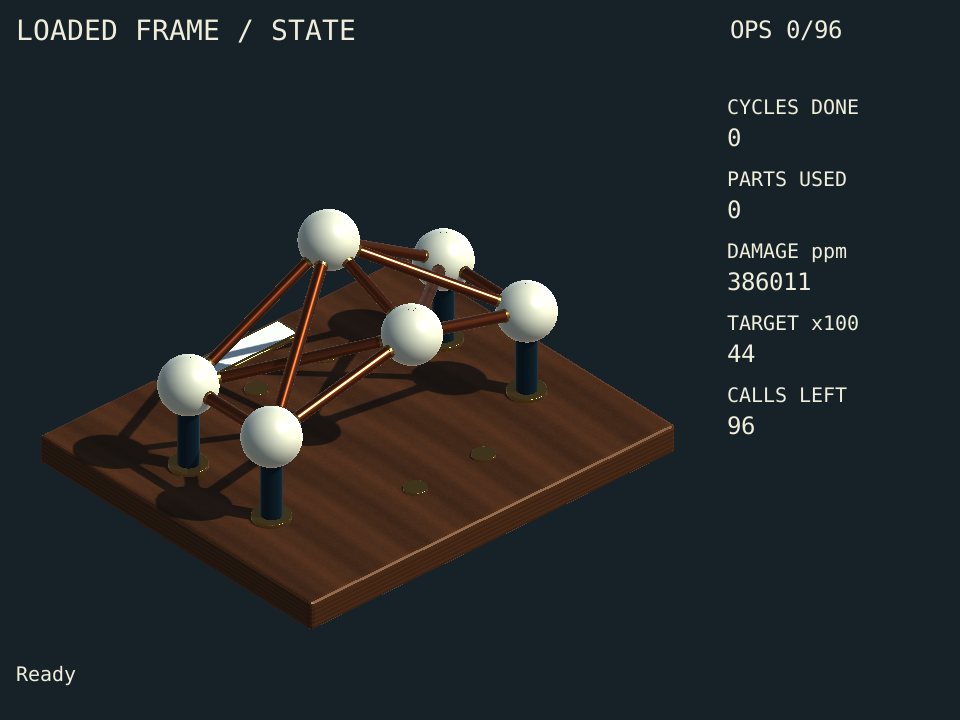 LOADED FRAME / STATE
OPS 0/96
CYCLES DONE
0
PARTS USED
0
DAMAGE ppm
386011
TARGET x100
44
CALLS LEFT
96
Ready